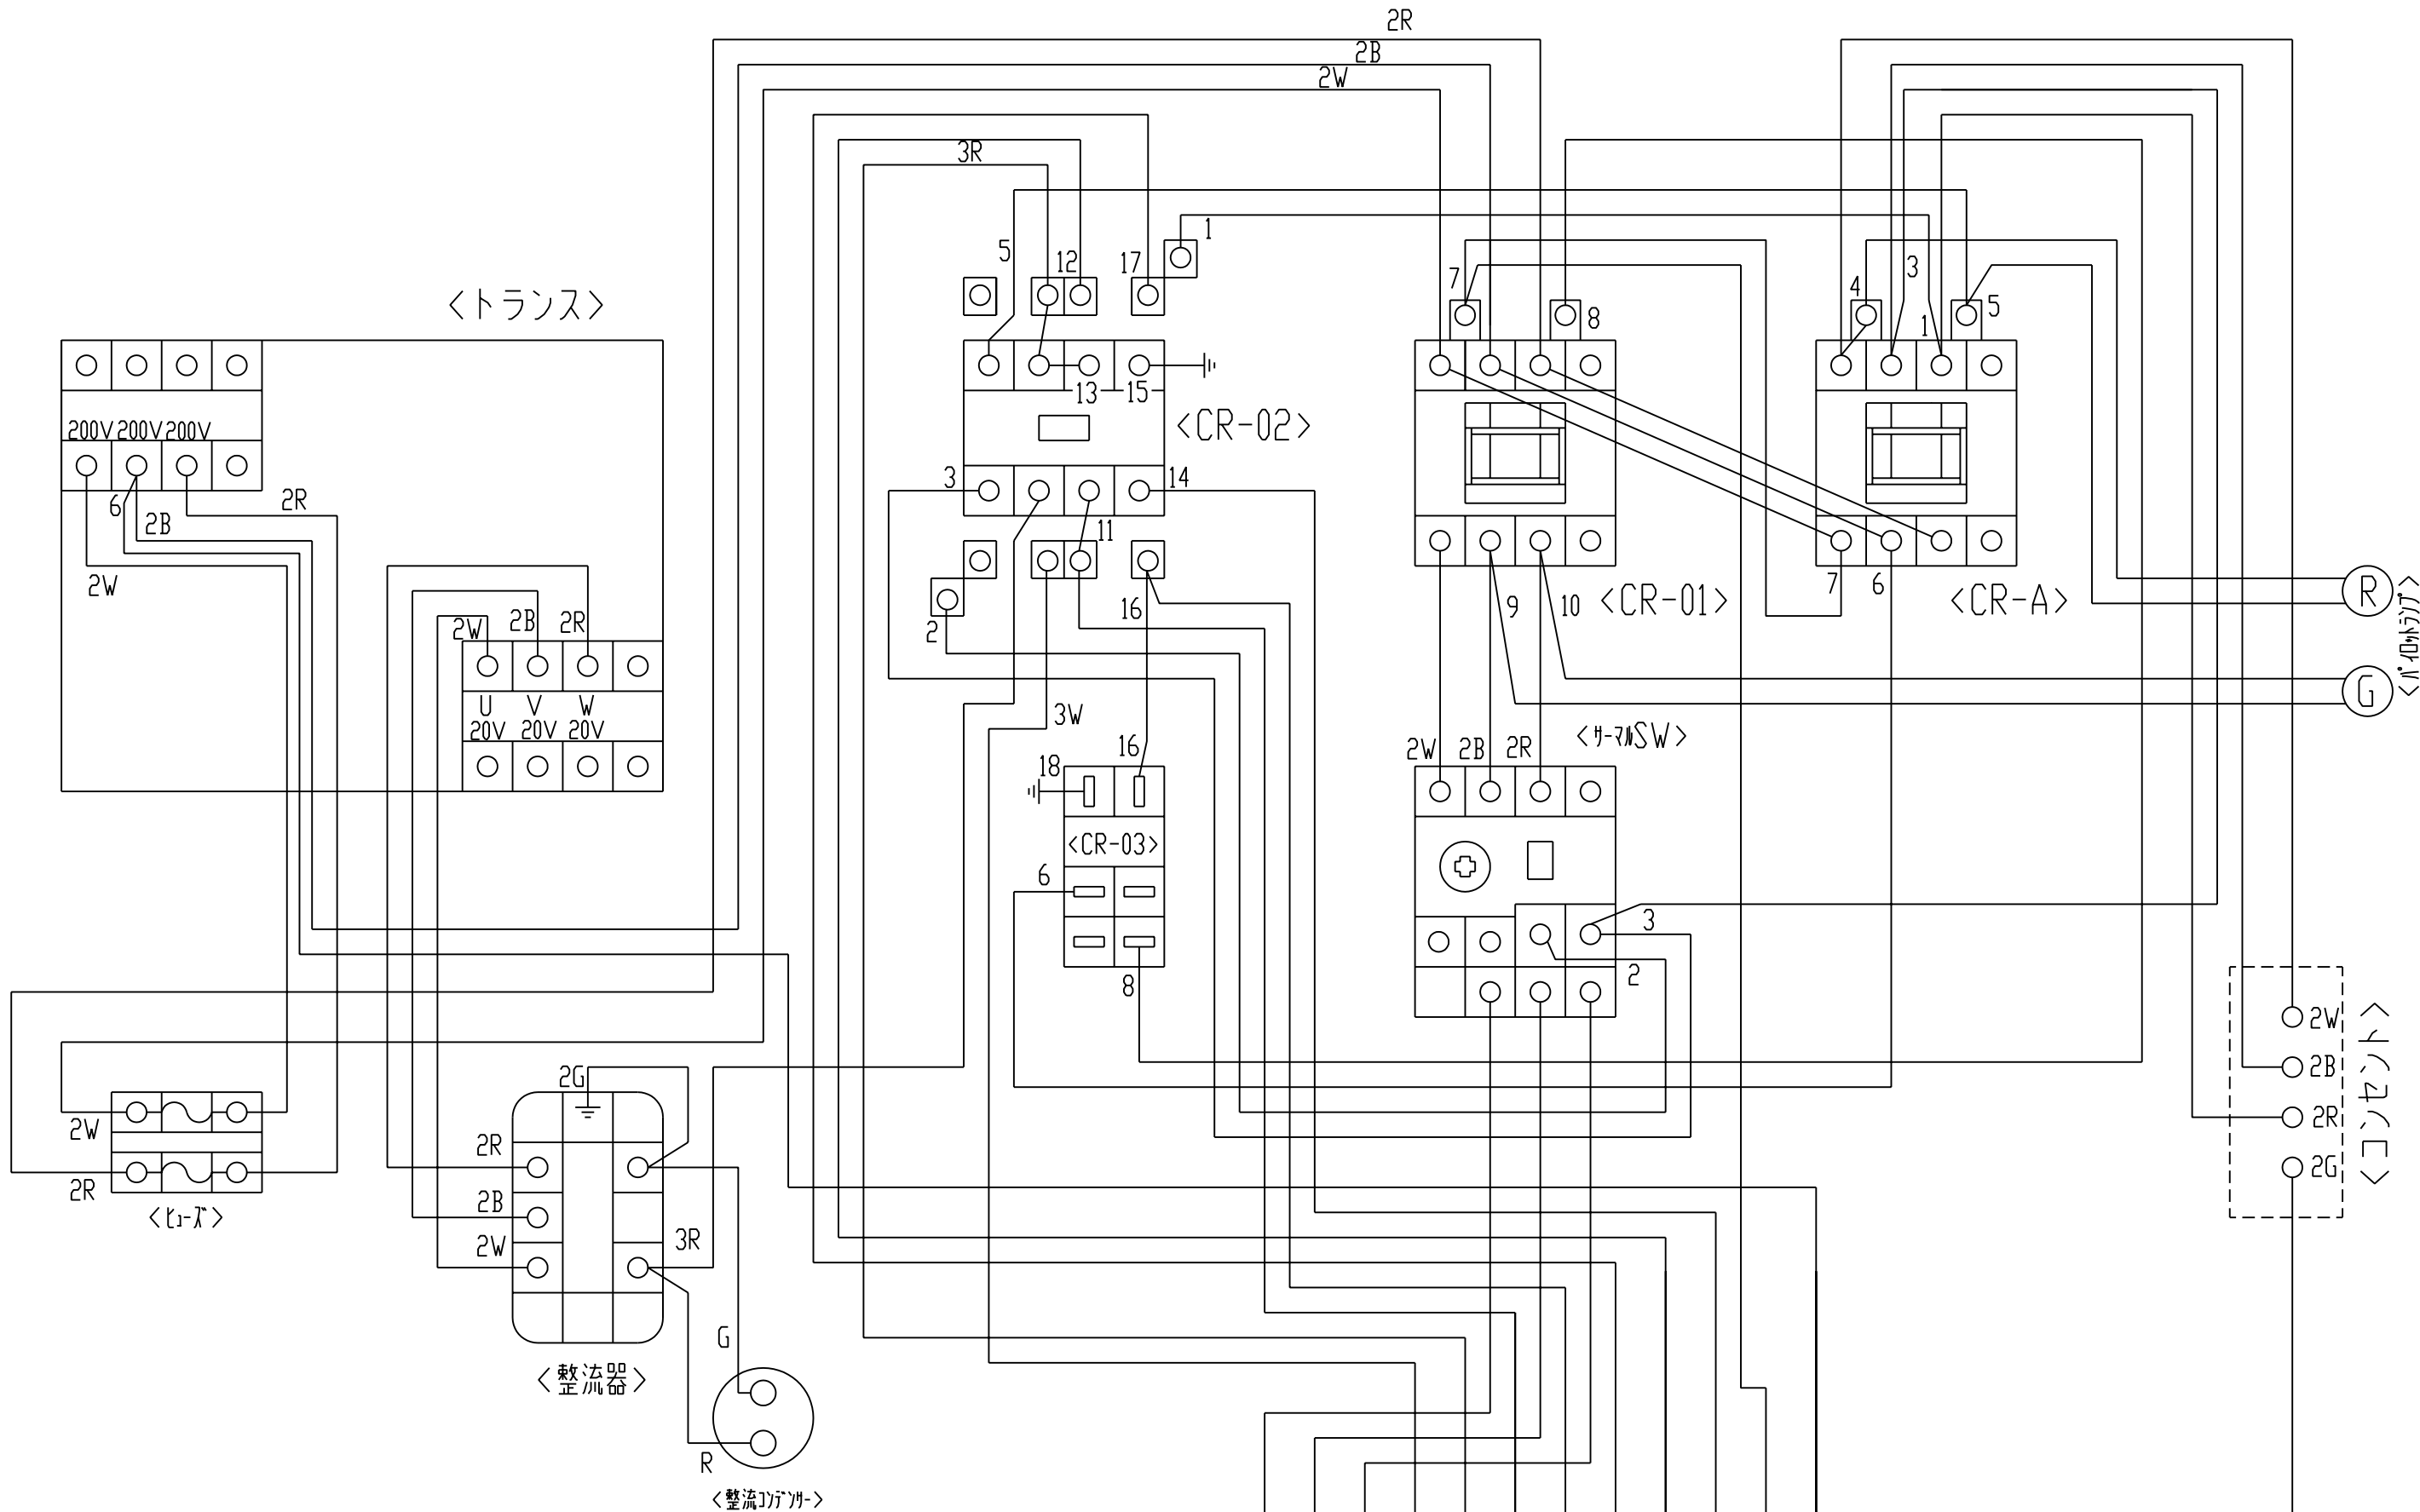 2R
2B
2W
3R
1
5
12
17
3
7
4
8
5
1
<トランス>
13
15
<CR-02>
200V 200V 200V
3
14
6
2R
2B
11
2W
7
6
9
10
<CR-01>
<CR-A>
R
16
2
2W
2B
2R
<パイロットランプ>
G
U
V
W
20V
20V
20V
3W
16
2W
2B
2R
<サーマルSW>
18
<CR-03>
6
3
2
8
2W
2B
2R
2G
<コンセント>
2G
2W
2R
2R
<ヒューズ>
2B
2W
3R
G
<整流器>
R
<整流コンデンサー>